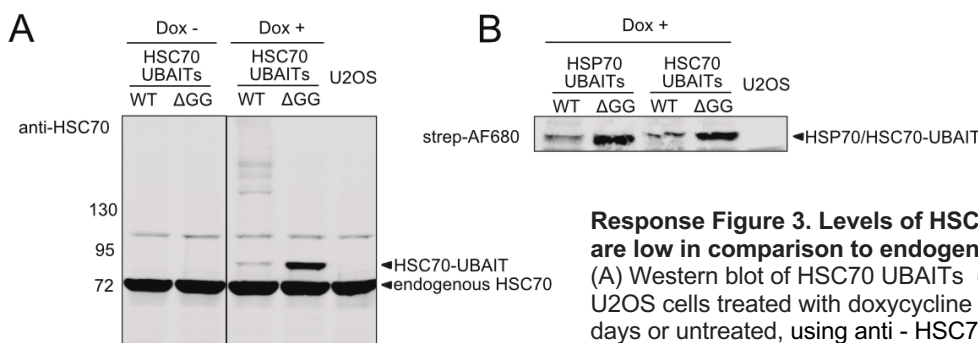 A
Dox -
Dox +
HSC70
UBAITs
HSC70
UBAITs
U2OS
WT
ΔGG
WT
ΔGG
anti-HSC70
130
95
72
◄HSC70-UBAIT
◄endogenous HSC70
B
Dox +
HSP70
UBAITs
HSC70
UBAITs
U2OS
WT
ΔGG
WT
ΔGG
strep-AF680
◄HSP70/HSC70-UBAIT
Response Figure 3. Levels of HSC
are low in comparison to endogen
(A) Western blot of HSC70 UBAITs
U2OS cells treated with doxycycline
days or untreated, using anti - HSC7